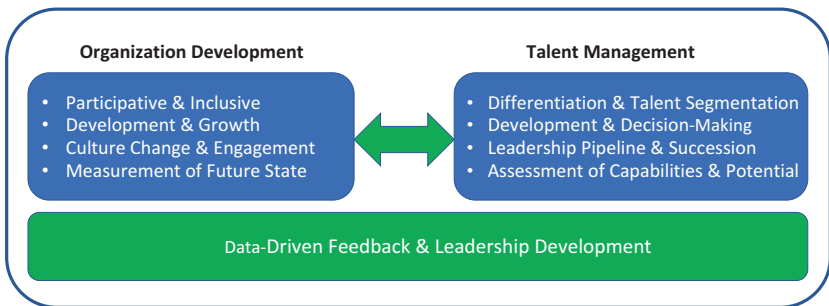 Organization Development
• Participative & Inclusive
• Development & Growth
• Culture Change & Engagement
• Measurement of Future State
Talent Management
• Differentiation & Talent Segmentation
• Development & Decision-Making
• Leadership Pipeline & Succession
• Assessment of Capabilities & Potential
Data-Driven Feedback & Leadership Development